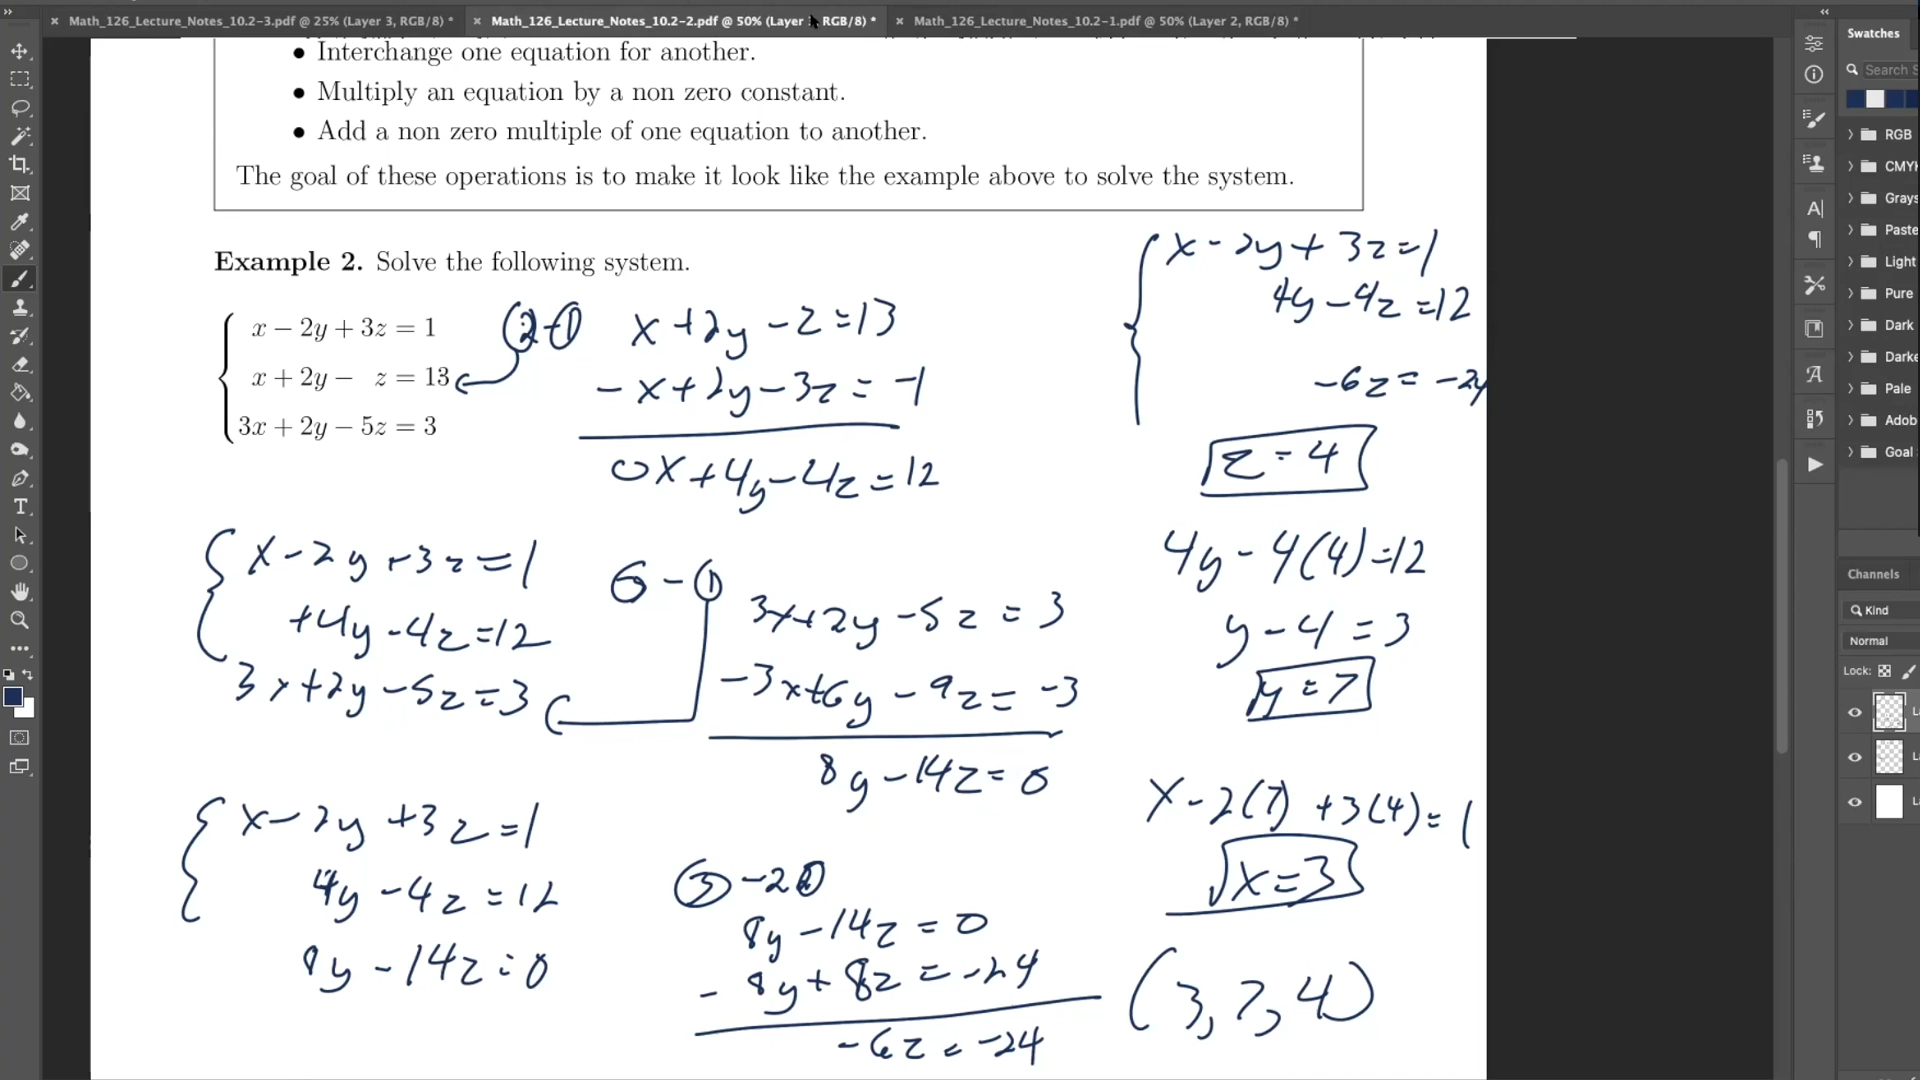 Math_126_Lecture_Notes_10.2-3.pdf @ 25% (Layer 3, RGB/8) *
Math_126_Lecture_Notes_10.2-2.pdf @ 50% (Layer RGB/8) *
Math_126_Lecture_Notes_10.2-1.pdf @ 50% (Layer 2, RGB/8) *
• Interchange one equation for another.
• Multiply an equation by a non zero constant.
• Add a non zero multiple of one equation to another.
The goal of these operations is to make it look like the example above to solve the system.
Example 2. Solve the following system.
x − 2y + 3z = 1
x + 2y − z = 13
3x + 2y − 5z = 3
② - ①
x + 2y - z = 13
- x + 2y - 3z = -1
0x + 4y - 4z = 12
x - 2y + 3z = 1
+4y - 4z = 12
3x + 2y - 5z = 3
- ①
3x + 2y - 5z = 3
-3x + 6y - 9z = -3
8y - 14z = 0
x - 2y + 3z = 1
4y - 4z = 12
8y - 14z = 0
③ - 2
8y - 14z = 0
- 8y + 8z = -24
-6z = -24
x - 2y + 3z = 1
4y - 4z = 12
-6z = -24
z = 4
4y - 4(4) = 12
y - 4 = 3
y = 7
x - 2(7) + 3(4) = 1
x = 3
(3, 7, 4)
Swatches
Search S
RGB
CMYK
Grays
Paste
Light
Pure
Dark
Darke
Pale
Adob
Goal
Channels
Kind
Normal
Lock: